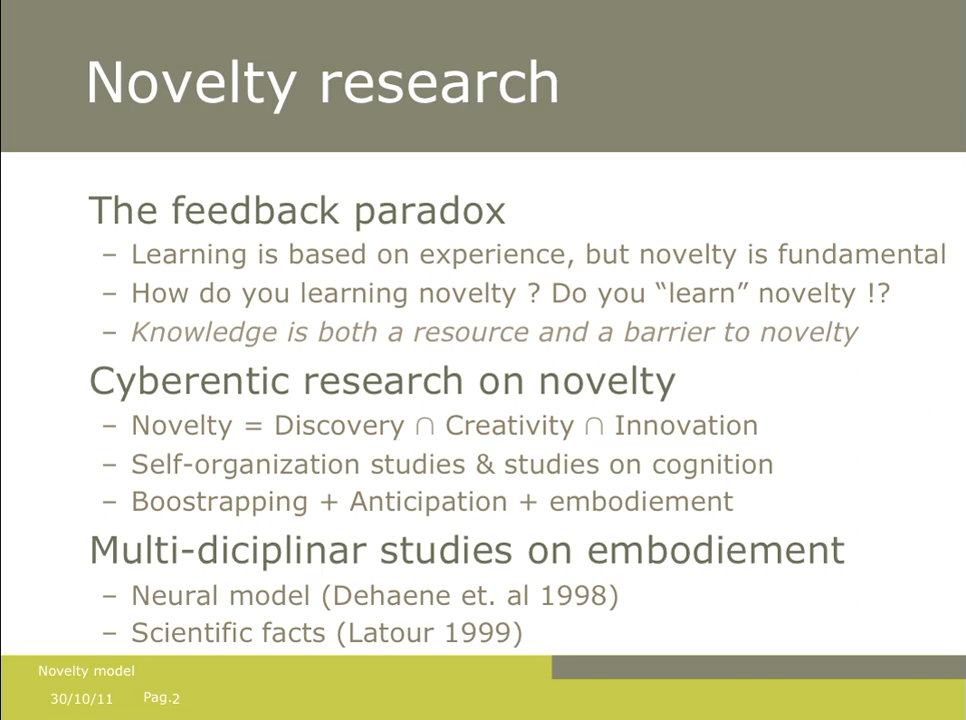 Novelty research
The feedback paradox
– Learning is based on experience, but novelty is fundamental
– How do you learning novelty ? Do you “learn” novelty !?
– Knowledge is both a resource and a barrier to novelty
Cyberentic research on novelty
– Novelty = Discovery ∩ Creativity ∩ Innovation
– Self-organization studies & studies on cognition
– Boostrapping + Anticipation + embodiement
Multi-diciplinar studies on embodiement
– Neural model (Dehaene et. al 1998)
– Scientific facts (Latour 1999)
Novelty model
30/10/11 Pag.2